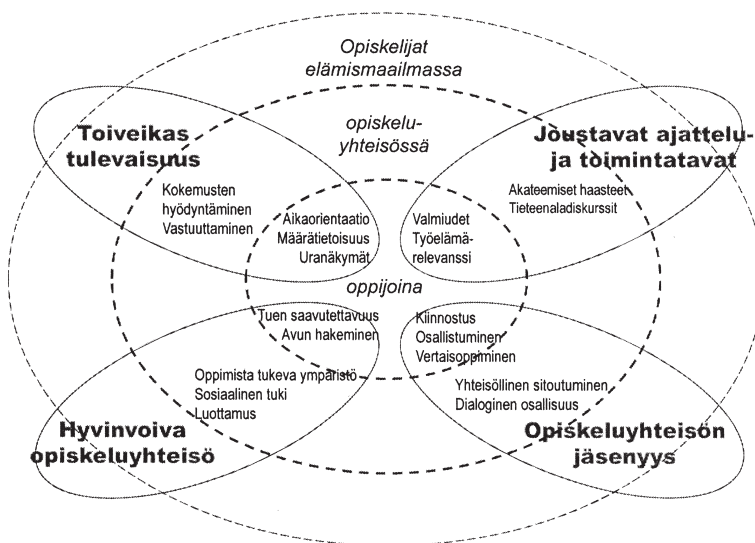 Opiskelijat
elämismaailmassa
opiskelu-
yhteisössä
Toiveikas
tulevaisuus
Joustavat ajattelu-
ja toimintatavat
Kokemusten
hyödyntäminen
Vastuuttaminen
Akateemiset haasteet
Tieteenaladiskurssit
Aikaorientaatio
Määrätietoisuus
Uranäkymät
Valmiudet
Työelämä-
relevanssi
oppijoina
Tuen saavutettavuus
Avun hakeminen
Kiinnostus
Osallistuminen
Vertaisoppiminen
Oppimista tukeva ympäristö
Sosiaalinen tuki
Luottamus
Yhteisöllinen sitoutuminen
Dialoginen osallisuus
Hyvinvoiva
opiskeluyhteisö
Opiskeluyhteisön
jäsenyys